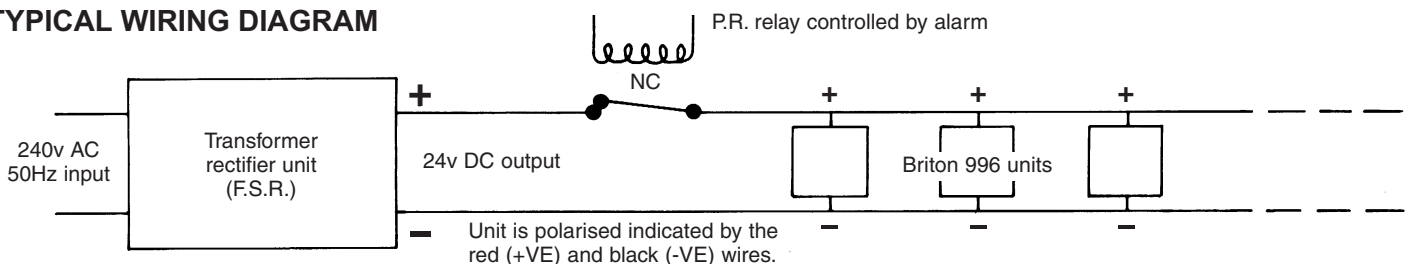 TYPICAL WIRING DIAGRAM
P.R. relay controlled by alarm
NC
+
+
+
+
240v AC
50Hz input
Transformer
rectifier unit
(F.S.R.)
24v DC output
Briton 996 units
–
–
–
–
Unit is polarised indicated by the
red (+VE) and black (-VE) wires.